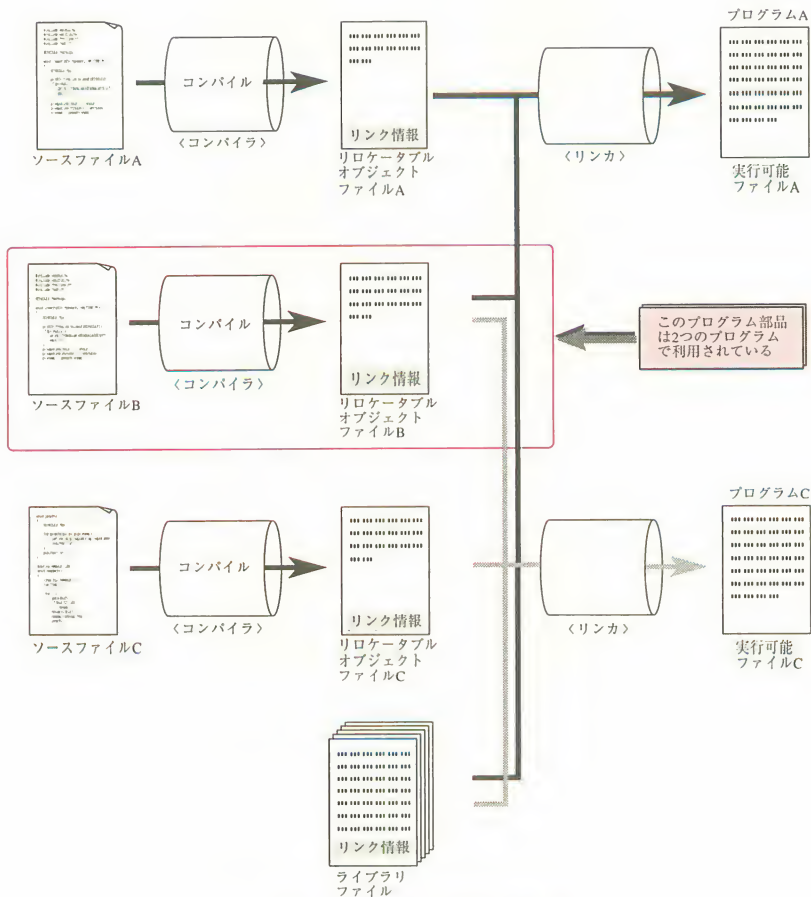 プログラムA
コンパイル
リンク情報
〈コンパイラ〉
〈リンカ〉
ソースファイルA
リロケータブル
オブジェクト
ファイルA
実行可能
ファイルA
コンパイル
このプログラム部品
は2つのプログラム
で利用されている
リンク情報
〈コンパイラ〉
ソースファイルB
リロケータブル
オブジェクト
ファイルB
プログラムC
コンパイル
リンク情報
〈コンパイラ〉
〈リンカ〉
ソースファイルC
リロケータブル
オブジェクト
ファイルC
実行可能
ファイルC
リンク情報
ライブラリ
ファイル